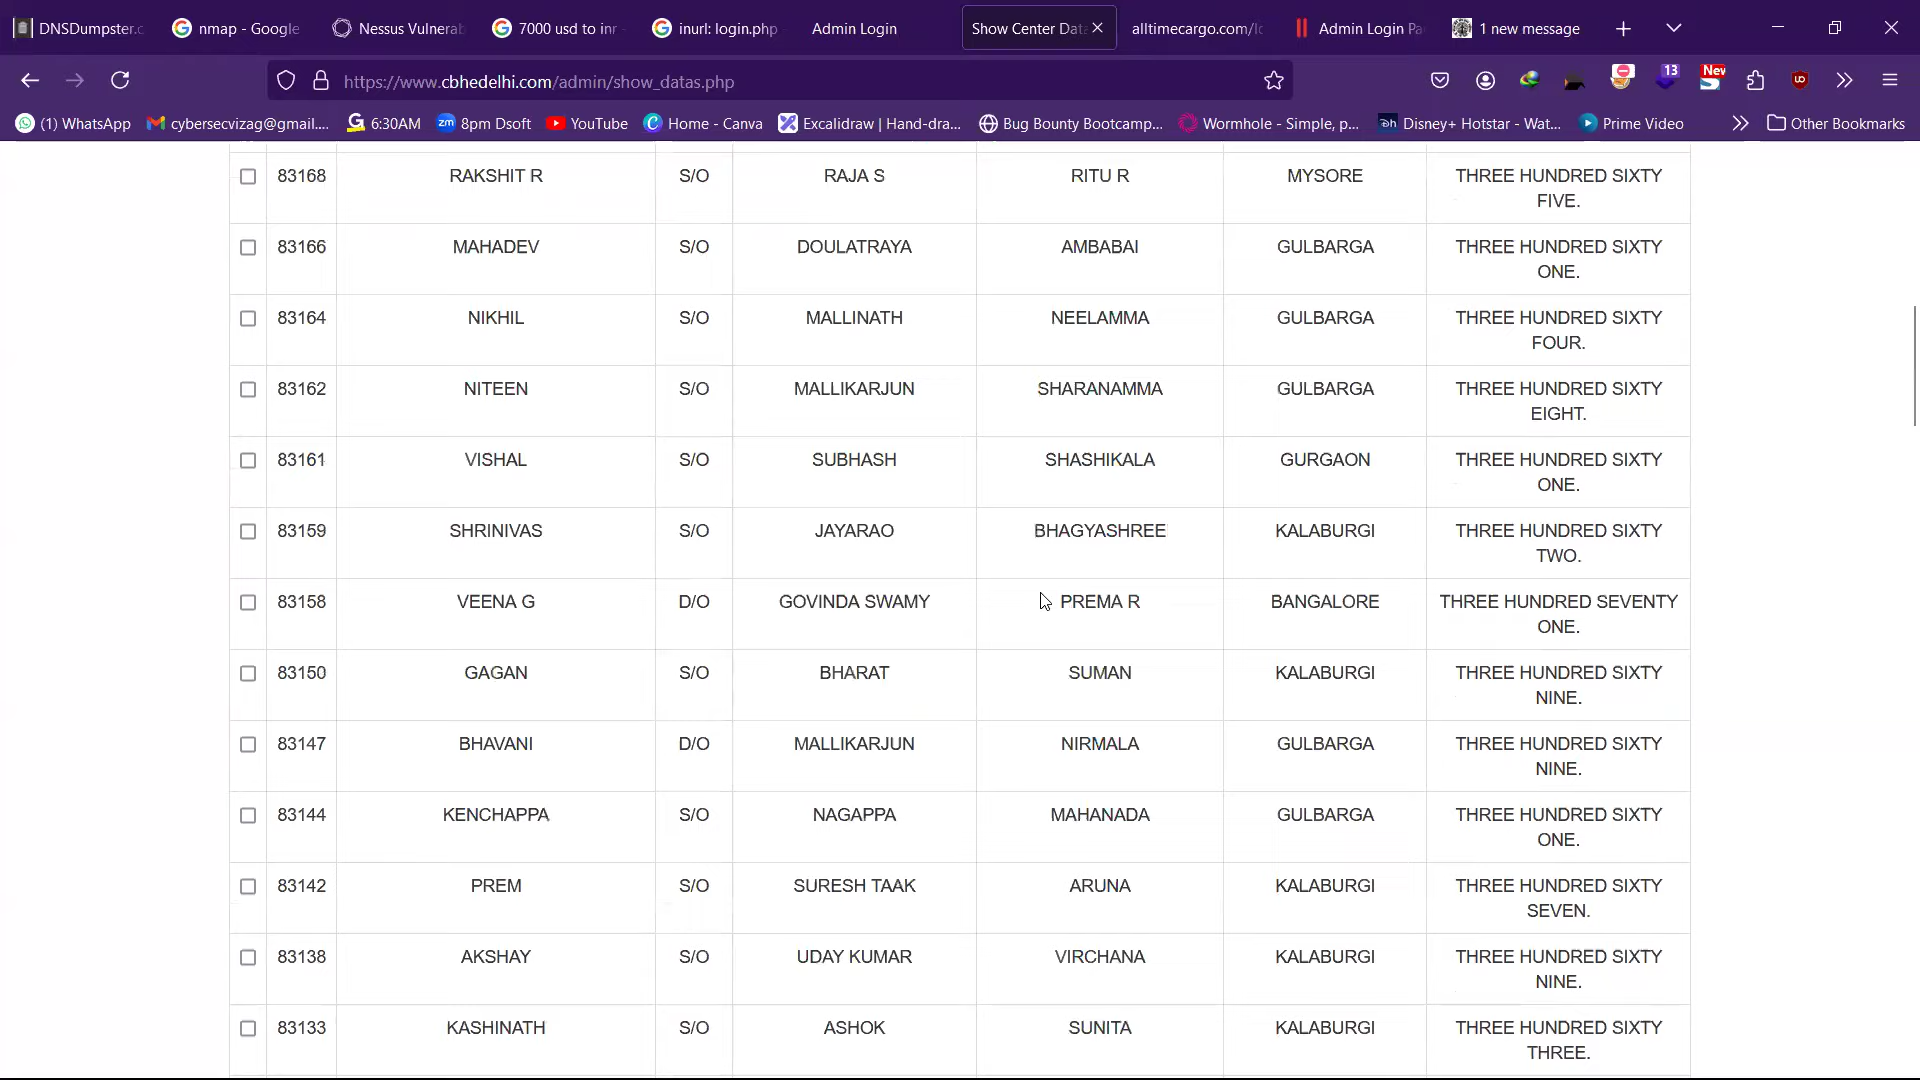 DNSDumpster.c
nmap - Google
Nessus Vulnerab
7000 usd to inr
inurl: login.php
Admin Login
Show Center Dat
alltimecargo.com/lo
Admin Login Pa
1 new message
https://www.cbhedelhi.com/admin/show_datas.php
13
New
(1) WhatsApp
cybersecvizag@gmail....
6:30AM
8pm Dsoft
YouTube
Home - Canva
Excalidraw | Hand-dra...
Bug Bounty Bootcamp...
Wormhole - Simple, p...
Disney+ Hotstar - Wat...
Prime Video
Other Bookmarks
83168 RAKSHIT R S/O RAJA S RITU R MYSORE THREE HUNDRED SIXTY
FIVE.
83166 MAHADEV S/O DOULATRAYA AMBABAI GULBARGA THREE HUNDRED SIXTY
ONE.
83164 NIKHIL S/O MALLINATH NEELAMMA GULBARGA THREE HUNDRED SIXTY
FOUR.
83162 NITEEN S/O MALLIKARJUN SHARANAMMA GULBARGA THREE HUNDRED SIXTY
EIGHT.
83161 VISHAL S/O SUBHASH SHASHIKALA GURGAON THREE HUNDRED SIXTY
ONE.
83159 SHRINIVAS S/O JAYARAO BHAGYASHREE KALABURGI THREE HUNDRED SIXTY
TWO.
83158 VEENA G D/O GOVINDA SWAMY PREMA R BANGALORE THREE HUNDRED SEVENTY
ONE.
83150 GAGAN S/O BHARAT SUMAN KALABURGI THREE HUNDRED SIXTY
NINE.
83147 BHAVANI D/O MALLIKARJUN NIRMALA GULBARGA THREE HUNDRED SIXTY
NINE.
83144 KENCHAPPA S/O NAGAPPA MAHANADA GULBARGA THREE HUNDRED SIXTY
ONE.
83142 PREM S/O SURESH TAAK ARUNA KALABURGI THREE HUNDRED SIXTY
SEVEN.
83138 AKSHAY S/O UDAY KUMAR VIRCHANA KALABURGI THREE HUNDRED SIXTY
NINE.
83133 KASHINATH S/O ASHOK SUNITA KALABURGI THREE HUNDRED SIXTY
THREE.